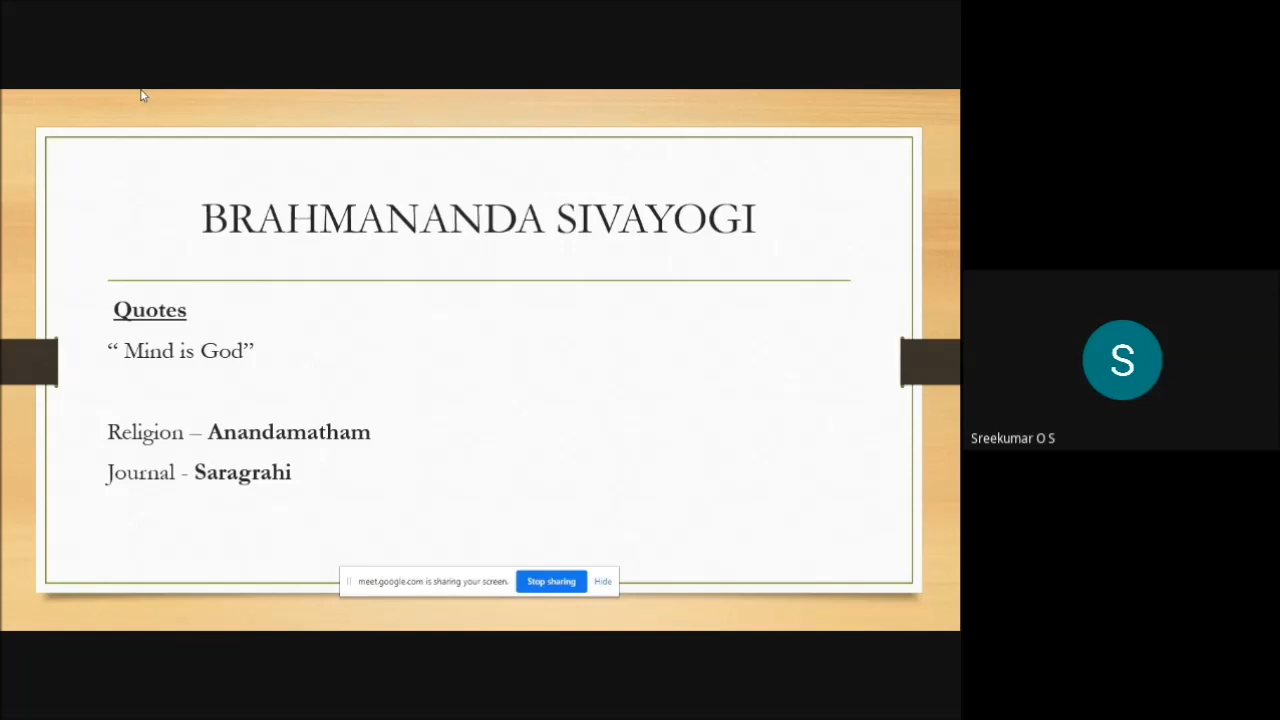 BRAHMANANDA SIVAYOGI
Quotes
“ Mind is God”
Religion – Anandamatham
Journal - Saragrahi
meet.google.com is sharing your screen.
Stop sharing
Hide
S
Sreekumar O S